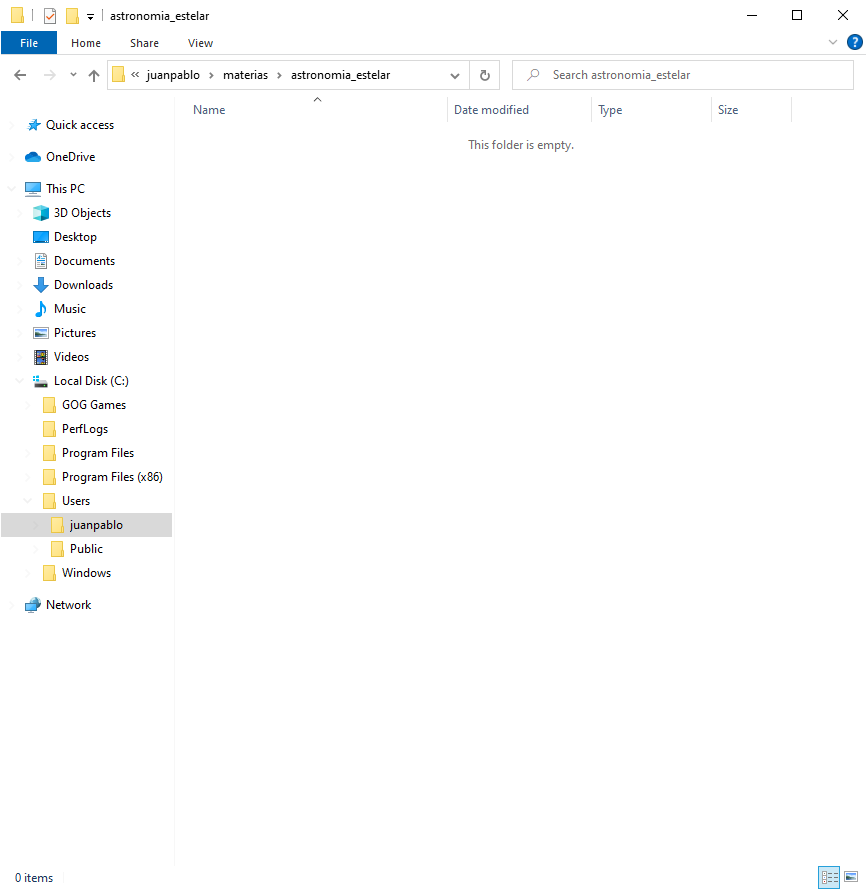 astronomia_estelar
File Home Share View
« juanpablo › materias › astronomia_estelar Search astronomia_estelar
Name Date modified Type Size
This folder is empty.
Quick access
OneDrive
This PC
3D Objects
Desktop
Documents
Downloads
Music
Pictures
Videos
Local Disk (C:)
GOG Games
PerfLogs
Program Files
Program Files (x86)
Users
juanpablo
Public
Windows
Network
0 items